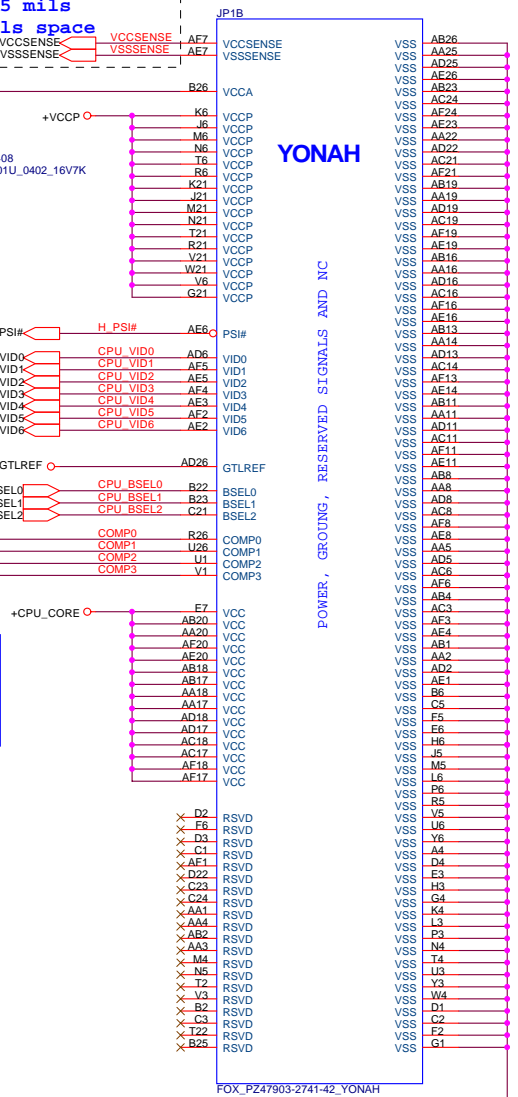 5 mils
ls space
JP1B
VCCSENSE VCCSENSE AF7 VCCSENSE
VSSSENSE VSSSENSE AE7 VSSSENSE
B26 VCCA
+VCCP K6 VCCP
J6 VCCP
M6 VCCP
N6 VCCP
08
T6 VCCP
01U_0402_16V7K
R6 VCCP
K21 VCCP
J21 VCCP
M21 VCCP
N21 VCCP
T21 VCCP
R21 VCCP
V21 VCCP
W21 VCCP
V6 VCCP
G21 VCCP
PSI# H_PSI# AE6 PSI#
VID0 CPU_VID0 AD6 VID0
VID1 CPU_VID1 AF5 VID1
VID2 CPU_VID2 AE5 VID2
VID3 CPU_VID3 AF4 VID3
VID4 CPU_VID4 AE3 VID4
VID5 CPU_VID5 AF2 VID5
VID6 CPU_VID6 AE2 VID6
GTLREF AD26 GTLREF
SEL0 CPU_BSEL0 B22 BSEL0
SEL1 CPU_BSEL1 B23 BSEL1
SEL2 CPU_BSEL2 C21 BSEL2
COMP0 R26 COMP0
COMP1 U26 COMP1
COMP2 U1 COMP2
COMP3 V1 COMP3
+CPU_CORE E7 VCC
AB20 VCC
AA20 VCC
AF20 VCC
AE20 VCC
AB18 VCC
AB17 VCC
AA18 VCC
AA17 VCC
AD18 VCC
AD17 VCC
AC18 VCC
AC17 VCC
AF18 VCC
AF17 VCC
D2 RSVD
F6 RSVD
D3 RSVD
C1 RSVD
AF1 RSVD
D22 RSVD
C23 RSVD
C24 RSVD
AA1 RSVD
AA4 RSVD
AB2 RSVD
AA3 RSVD
M4 RSVD
N5 RSVD
T2 RSVD
V3 RSVD
B2 RSVD
C3 RSVD
T22 RSVD
B25 RSVD
YONAH
POWER, GROUNG, RESERVED SIGNALS AND NC
VSS AB26
VSS AA25
VSS AD25
VSS AE26
VSS AB23
VSS AC24
VSS AF24
VSS AE23
VSS AA22
VSS AD22
VSS AC21
VSS AF21
VSS AB19
VSS AA19
VSS AD19
VSS AC19
VSS AF19
VSS AE19
VSS AB16
VSS AA16
VSS AD16
VSS AC16
VSS AF16
VSS AE16
VSS AB13
VSS AA14
VSS AD13
VSS AC14
VSS AF13
VSS AE14
VSS AB11
VSS AA11
VSS AD11
VSS AC11
VSS AF11
VSS AE11
VSS AB8
VSS AA8
VSS AD8
VSS AC8
VSS AF8
VSS AE8
VSS AA5
VSS AD5
VSS AC6
VSS AF6
VSS AB4
VSS AC3
VSS AF3
VSS AE4
VSS AB1
VSS AA2
VSS AD2
VSS AE1
VSS B6
VSS C5
VSS F5
VSS E6
VSS H6
VSS J5
VSS M5
VSS L6
VSS P6
VSS R5
VSS V5
VSS U6
VSS Y6
VSS A4
VSS D4
VSS E3
VSS H3
VSS G4
VSS K4
VSS L3
VSS P3
VSS N4
VSS T4
VSS U3
VSS Y3
VSS W4
VSS D1
VSS C2
VSS F2
VSS G1
FOX_PZ47903-2741-42_YONAH